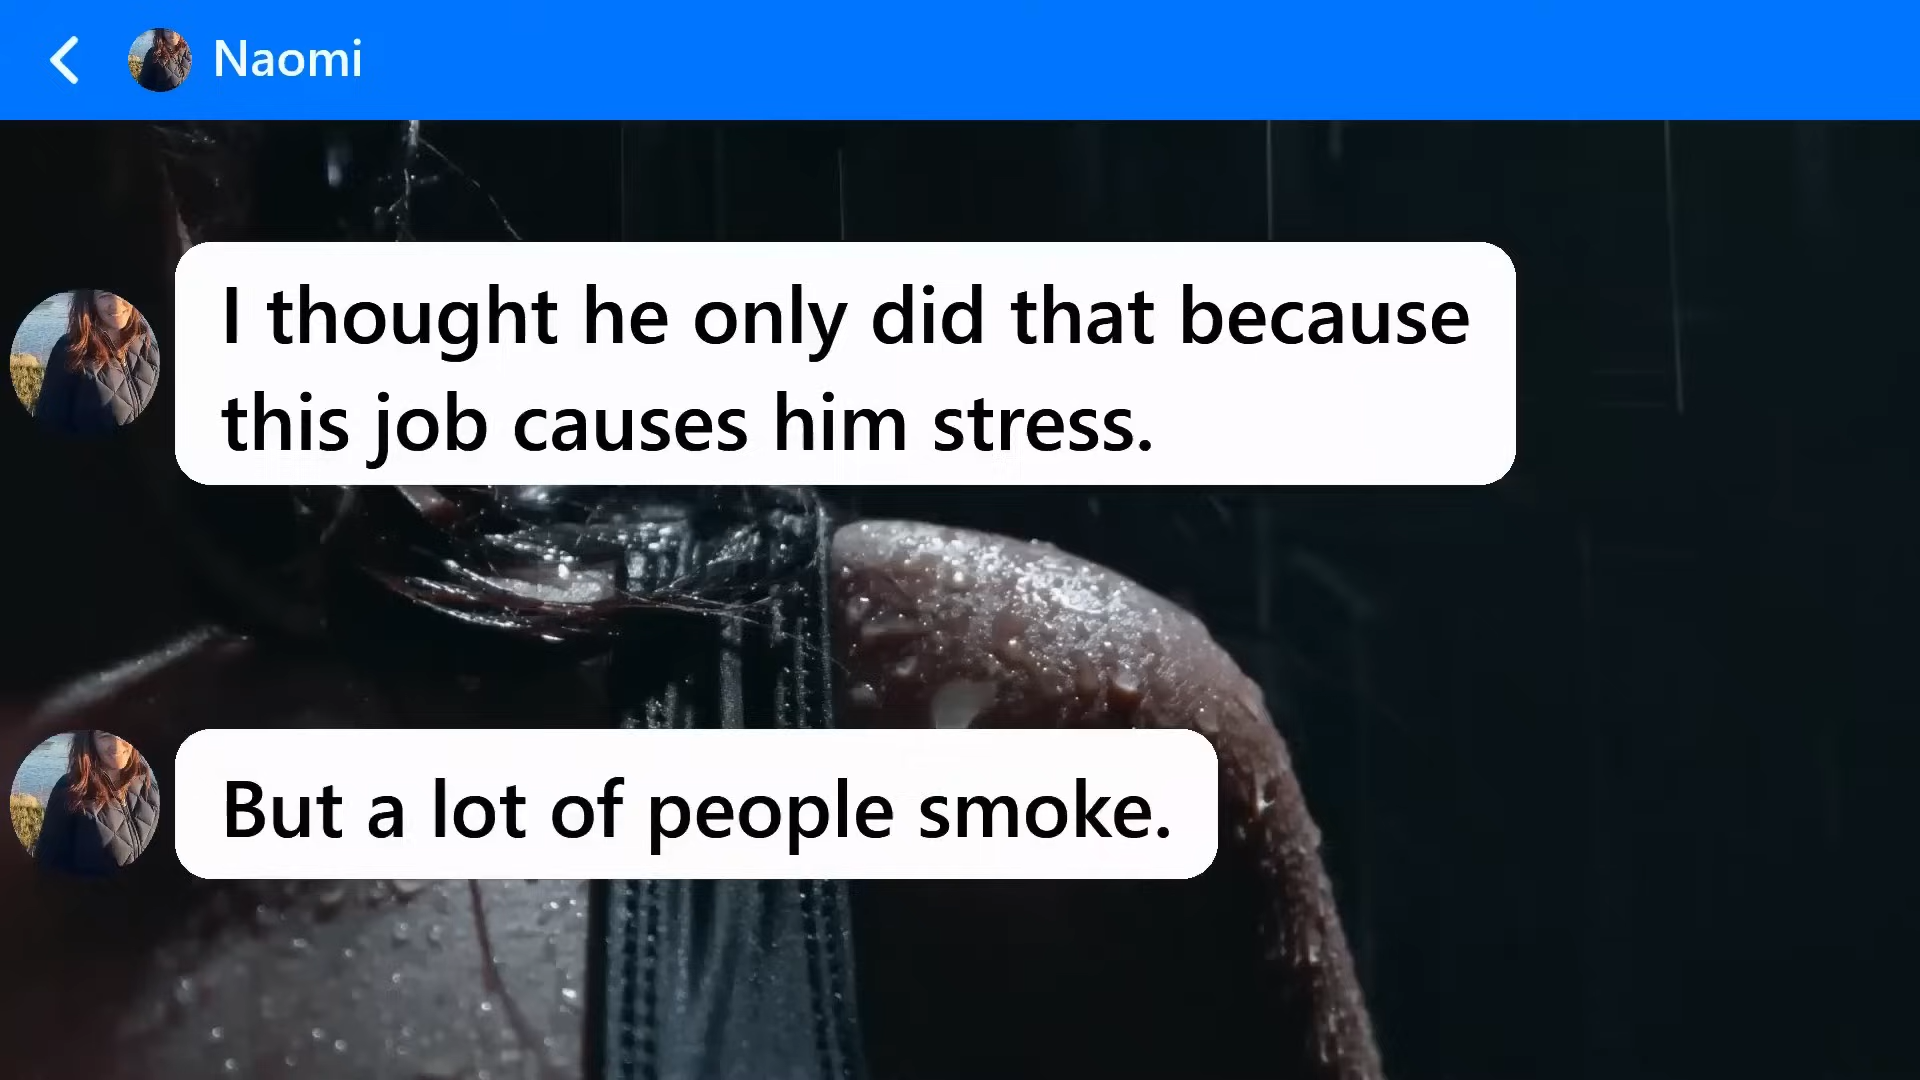 Naomi
I thought he only did that because
this job causes him stress.
But a lot of people smoke.